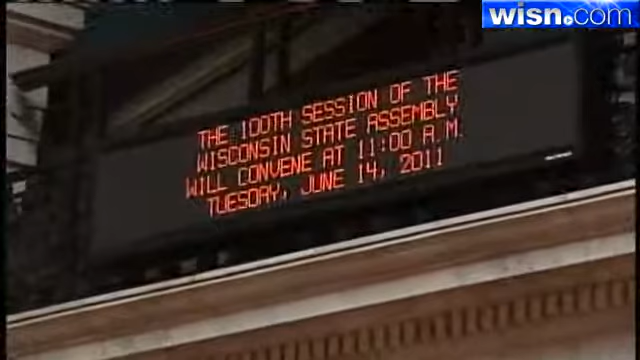 wisn.com
THE 100TH SESSION OF THE
WISCONSIN STATE ASSEMBLY
WILL CONVENE AT 11:00 A.M.
TUESDAY, JUNE 14, 2011